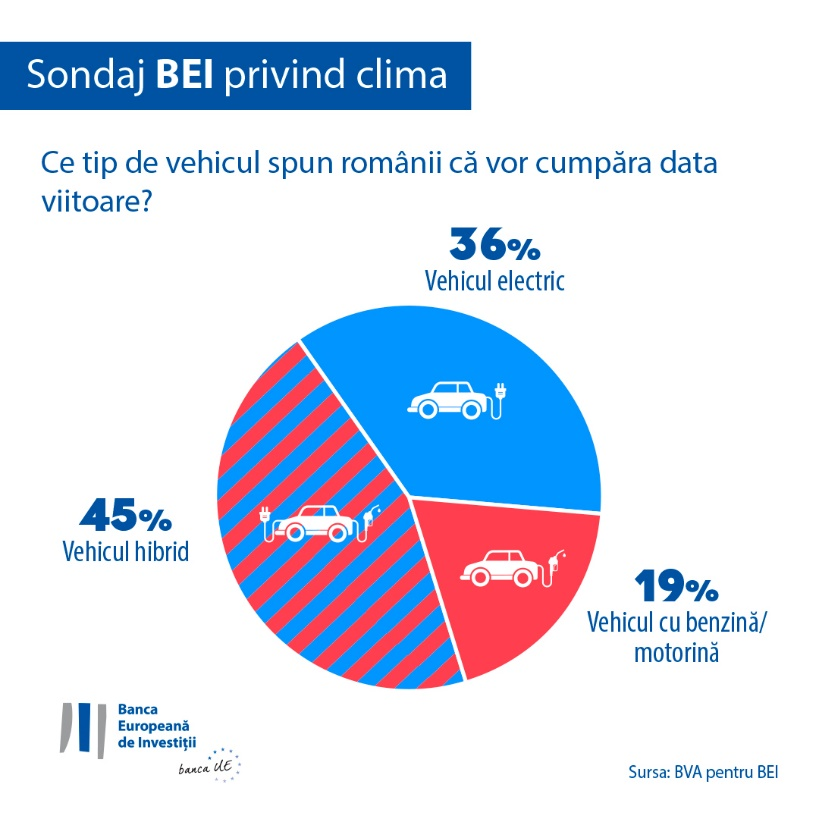 Sondaj BEI privind clima
Ce tip de vehicul spun românii că vor cumpăra data
viitoare?
36%
Vehicul electric
45%
Vehicul hibrid
19%
Vehicul cu benzină/
motorină
Banca
Europeană
de Investiții
banca UE
Sursa: BVA pentru BEI